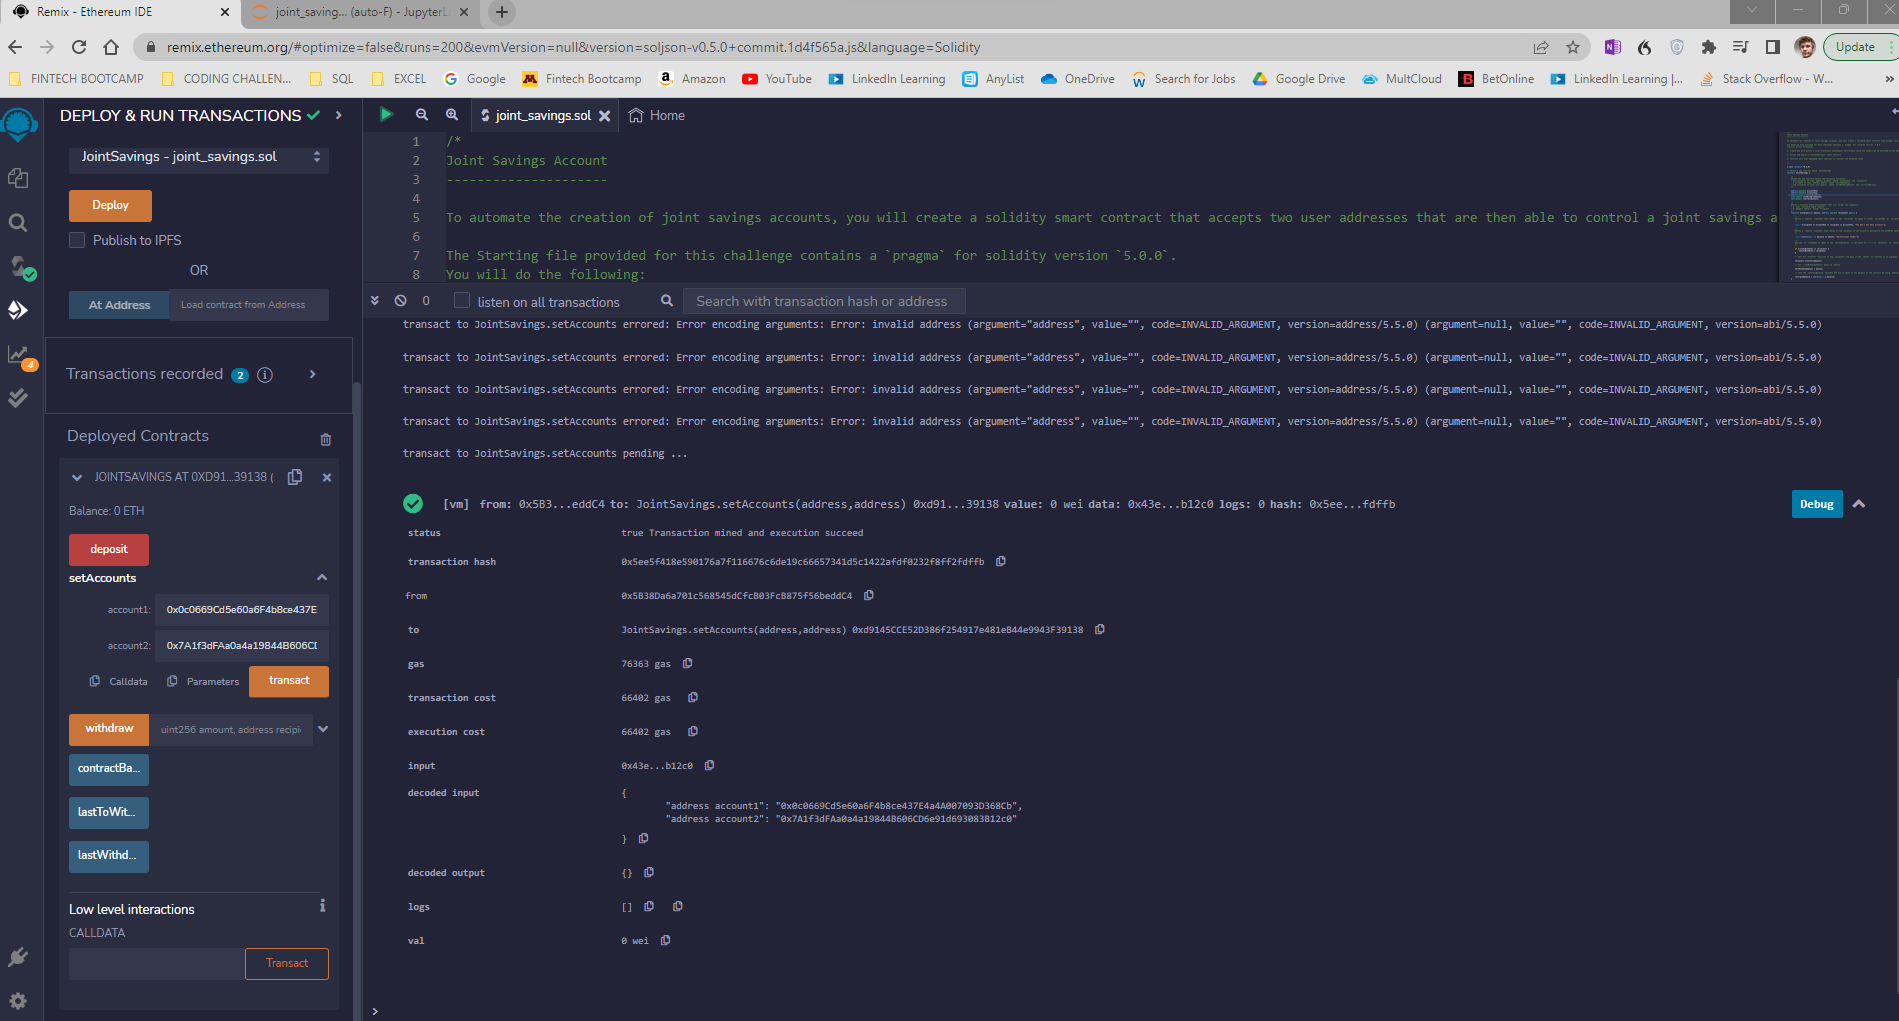 Remix - Ethereum IDE
joint_saving... (auto-F) - JupyterL
remix.ethereum.org/#optimize=false&runs=200&evmVersion=null&version=soljson-v0.5.0+commit.1d4f565a.js&language=Solidity
Update
FINTECH BOOTCAMP CODING CHALLEN... SQL EXCEL Google Fintech Bootcamp Amazon YouTube LinkedIn Learning AnyList OneDrive Search for Jobs Google Drive MultCloud BetOnline LinkedIn Learning |... Stack Overflow - W... »
DEPLOY & RUN TRANSACTIONS
JointSavings - joint_savings.sol
Deploy
Publish to IPFS
OR
At Address Load contract from Address
4
Transactions recorded 2 i
Deployed Contracts
JOINTSAVINGS AT 0XD91...39138 (
Balance: 0 ETH
deposit
setAccounts
account1: 0x0c0669Cd5e60a6F4b8ce437E
account2: 0x7A1f3dFAa0a4a19844B606CD
Calldata Parameters transact
withdraw uint256 amount, address recipi
contractBa...
lastToWit...
lastWithd...
Low level interactions i
CALLDATA
Transact
joint_savings.sol Home
1 /*
2 Joint Savings Account
3 ---------------------
4
5 To automate the creation of joint savings accounts, you will create a solidity smart contract that accepts two user addresses that are then able to control a joint savings a
6
7 The Starting file provided for this challenge contains a `pragma` for solidity version `5.0.0`.
8 You will do the following:
0 listen on all transactions Search with transaction hash or address
transact to JointSavings.setAccounts errored: Error encoding arguments: Error: invalid address (argument="address", value="", code=INVALID_ARGUMENT, version=address/5.5.0) (argument=null, value="", code=INVALID_ARGUMENT, version=abi/5.5.0)
transact to JointSavings.setAccounts errored: Error encoding arguments: Error: invalid address (argument="address", value="", code=INVALID_ARGUMENT, version=address/5.5.0) (argument=null, value="", code=INVALID_ARGUMENT, version=abi/5.5.0)
transact to JointSavings.setAccounts errored: Error encoding arguments: Error: invalid address (argument="address", value="", code=INVALID_ARGUMENT, version=address/5.5.0) (argument=null, value="", code=INVALID_ARGUMENT, version=abi/5.5.0)
transact to JointSavings.setAccounts errored: Error encoding arguments: Error: invalid address (argument="address", value="", code=INVALID_ARGUMENT, version=address/5.5.0) (argument=null, value="", code=INVALID_ARGUMENT, version=abi/5.5.0)
transact to JointSavings.setAccounts pending ...
[vm] from: 0x5B3...eddC4 to: JointSavings.setAccounts(address,address) 0xd91...39138 value: 0 wei data: 0x43e...b12c0 logs: 0 hash: 0x5ee...fdffb Debug
status true Transaction mined and execution succeed
transaction hash 0x5ee5f418e590176a7f116676c6de19c66657341d5c1422afdf0232f8ff2fdffb
from 0x5B38Da6a701c568545dCfcB03FcB875f56beddC4
to JointSavings.setAccounts(address,address) 0xd9145CCE52D386f254917e481eB44e9943F39138
gas 76363 gas
transaction cost 66402 gas
execution cost 66402 gas
input 0x43e...b12c0
decoded input {
"address account1": "0x0c0669Cd5e60a6F4b8ce437E4a4A007093D368Cb",
"address account2": "0x7A1f3dFAa0a4a19844B606CD6e91d693083B12c0"
}
decoded output {}
logs []
val 0 wei
>